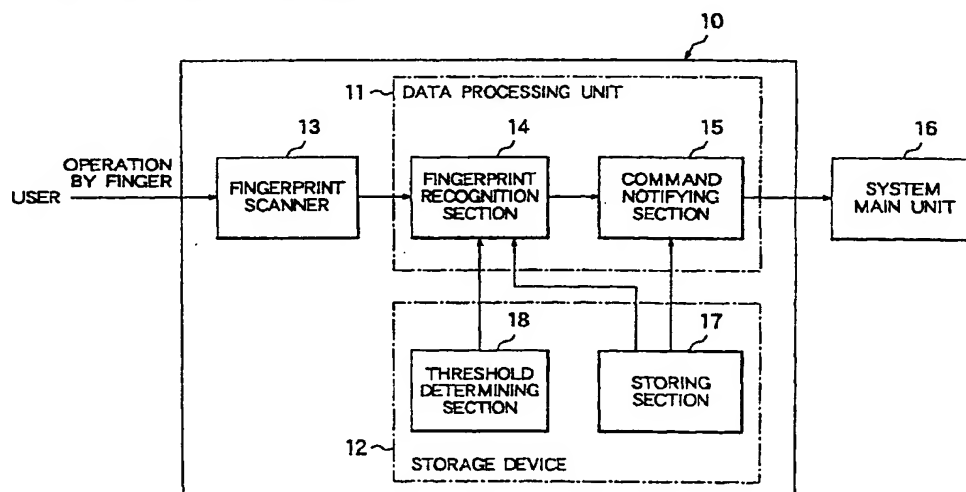 10
11
DATA PROCESSING UNIT
13
14
15
16
OPERATION
BY FINGER
USER
FINGERPRINT
SCANNER
FINGERPRINT
RECOGNITION
SECTION
COMMAND
NOTIFYING
SECTION
SYSTEM
MAIN UNIT
18
17
THRESHOLD
DETERMINING
SECTION
STORING
SECTION
12
STORAGE DEVICE